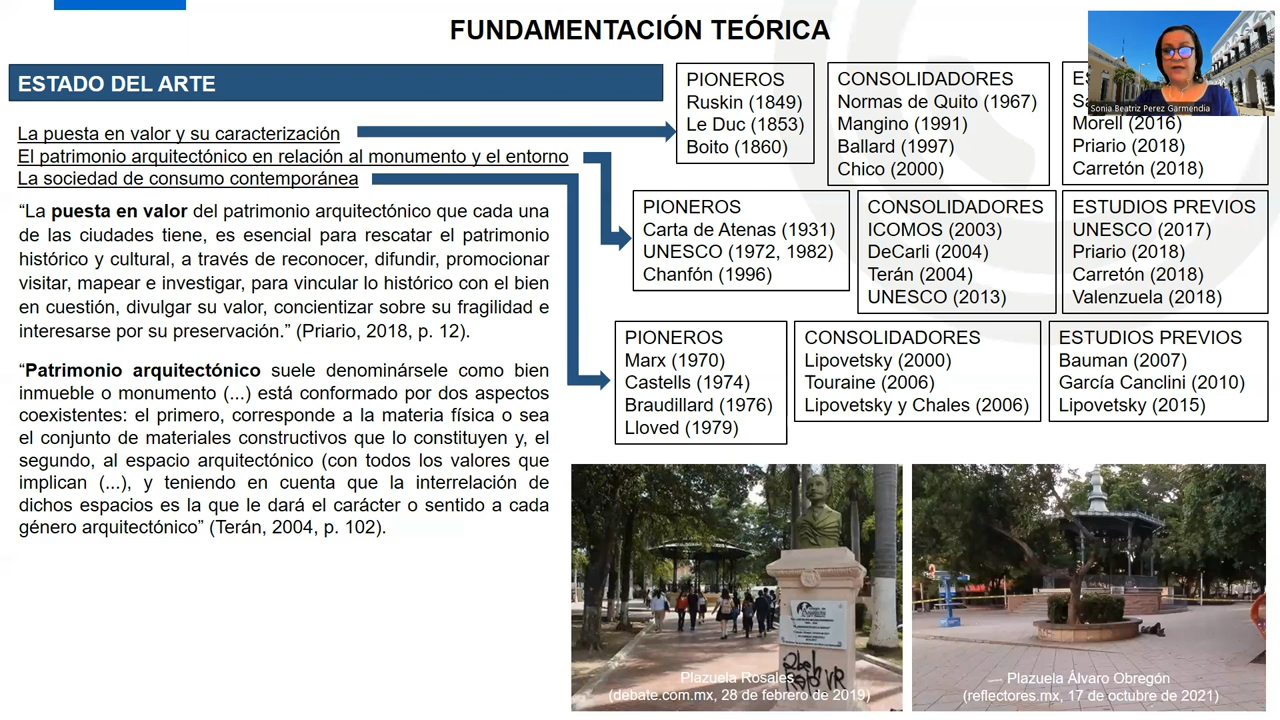 FUNDAMENTACIÓN TEÓRICA
ESTADO DEL ARTE
La puesta en valor y su caracterización
El patrimonio arquitectónico en relación al monumento y el entorno
La sociedad de consumo contemporánea
“La puesta en valor del patrimonio arquitectónico que cada una
de las ciudades tiene, es esencial para rescatar el patrimonio
histórico y cultural, a través de reconocer, difundir, promocionar
visitar, mapear e investigar, para vincular lo histórico con el bien
en cuestión, divulgar su valor, concientizar sobre su fragilidad e
interesarse por su preservación.” (Priario, 2018, p. 12).
“Patrimonio arquitectónico suele denominársele como bien
inmueble o monumento (...) está conformado por dos aspectos
coexistentes: el primero, corresponde a la materia física o sea
el conjunto de materiales constructivos que lo constituyen y, el
segundo, al espacio arquitectónico (con todos los valores que
implican (...), y teniendo en cuenta que la interrelación de
dichos espacios es la que le dará el carácter o sentido a cada
género arquitectónico” (Terán, 2004, p. 102).
PIONEROS
Ruskin (1849)
Le Duc (1853)
Boito (1860)
CONSOLIDADORES
Normas de Quito (1967)
Mangino (1991)
Ballard (1997)
Chico (2000)
Morell (2016)
Priario (2018)
Carretón (2018)
Sonia Beatriz Perez Garmendia
PIONEROS
Carta de Atenas (1931)
UNESCO (1972, 1982)
Chanfón (1996)
CONSOLIDADORES
ICOMOS (2003)
DeCarli (2004)
Terán (2004)
UNESCO (2013)
ESTUDIOS PREVIOS
UNESCO (2017)
Priario (2018)
Carretón (2018)
Valenzuela (2018)
PIONEROS
Marx (1970)
Castells (1974)
Braudillard (1976)
Lloved (1979)
CONSOLIDADORES
Lipovetsky (2000)
Touraine (2006)
Lipovetsky y Chales (2006)
ESTUDIOS PREVIOS
Bauman (2007)
García Canclini (2010)
Lipovetsky (2015)
Plazuela Rosales
(debate.com.mx, 28 de febrero de 2019)
Plazuela Álvaro Obregón
(reflectores.mx, 17 de octubre de 2021)